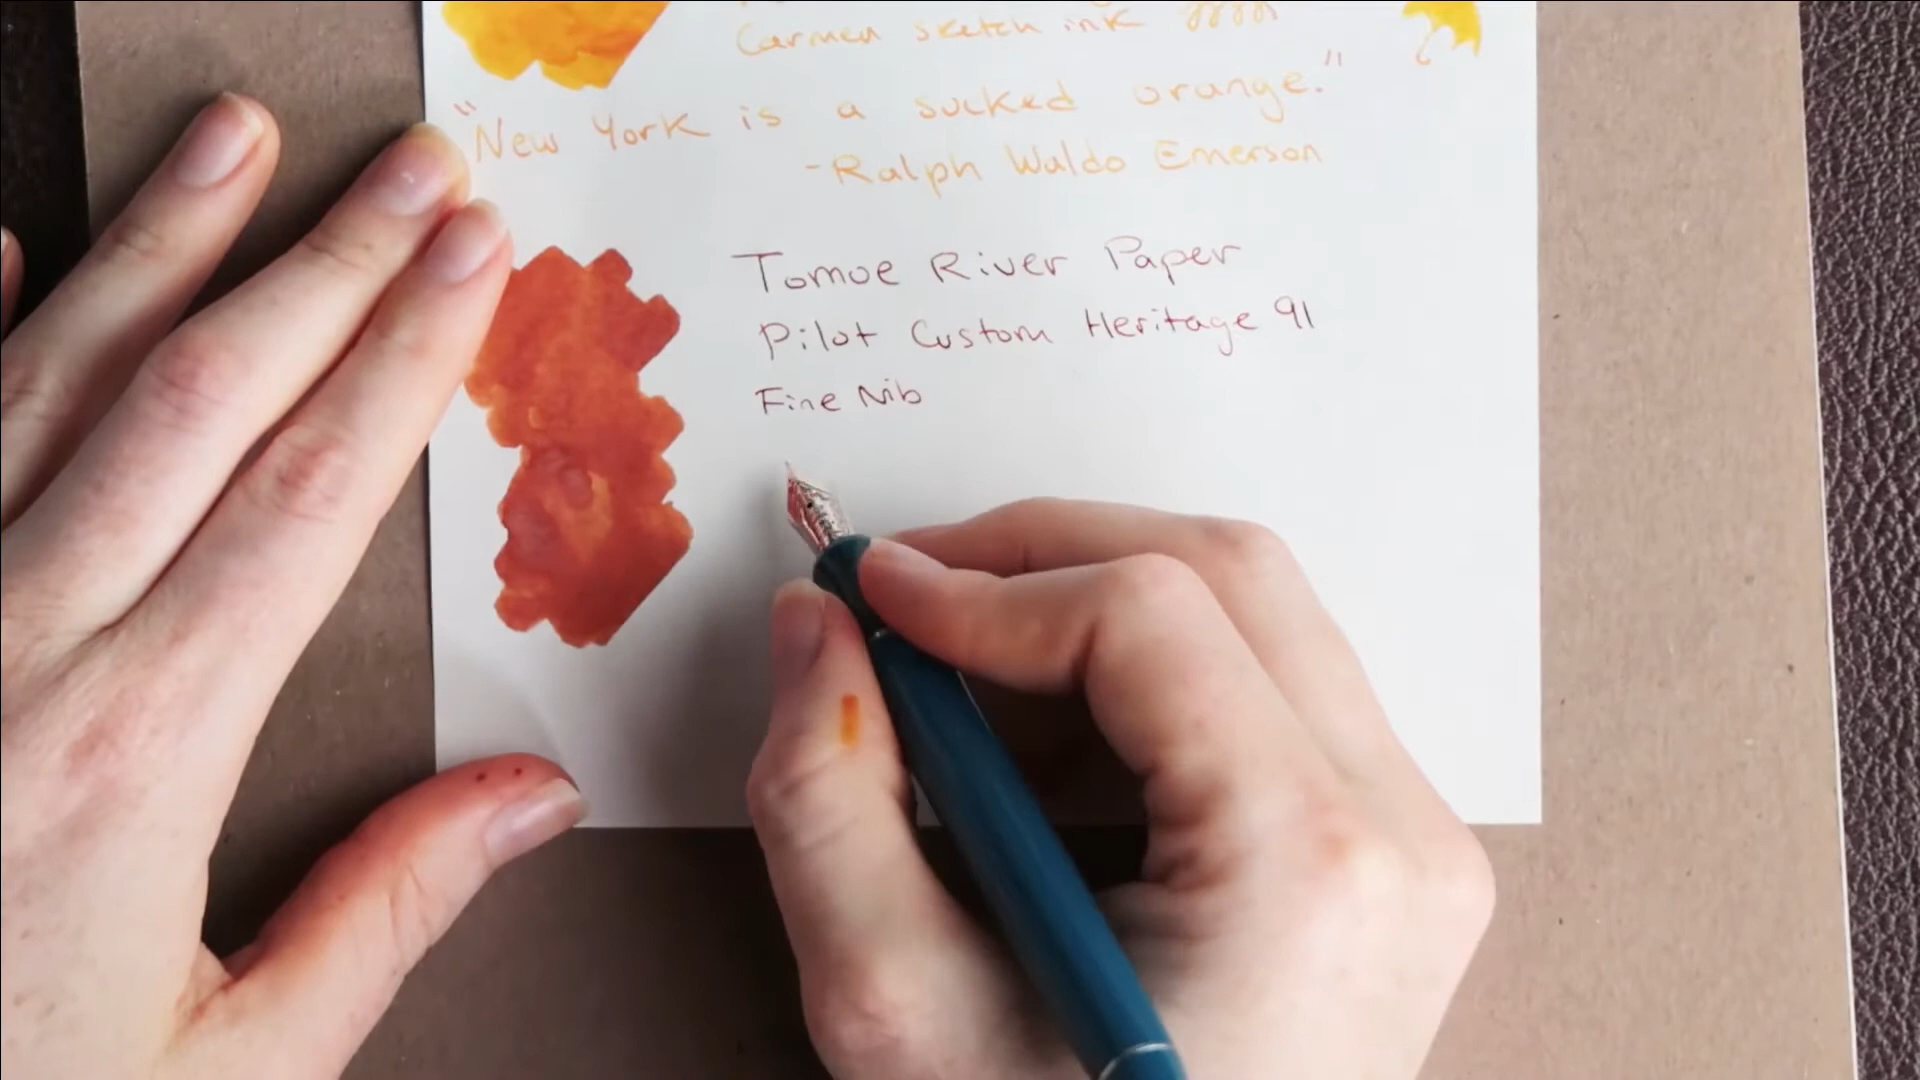 Carmen sketch ink
"New York is a sucked orange."
-Ralph Waldo Emerson
Tomoe River Paper
Pilot Custom Heritage 91
Fine Nib